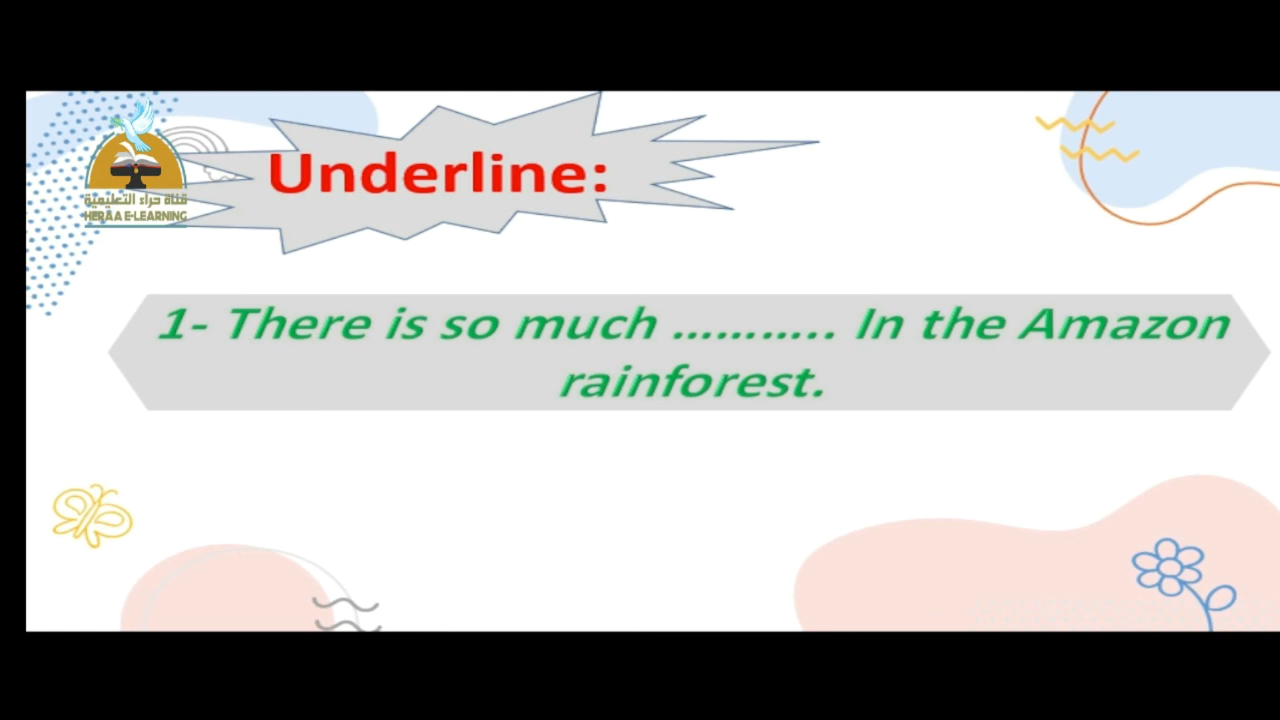 قناة حراء التعليمية
HERAA E-LEARNING
Underline:
1- There is so much ……….. In the Amazon
rainforest.